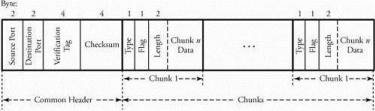 Byte:
2 2 4 4 1 1 2 1 1 2
Source Port
Destination Port
Verification Tag
Checksum
Type
Flag
Length
Chunk n Data
...
Type
Flag
Length
Chunk n Data
Chunk 1
Chunk 1
Common Header
Chunks